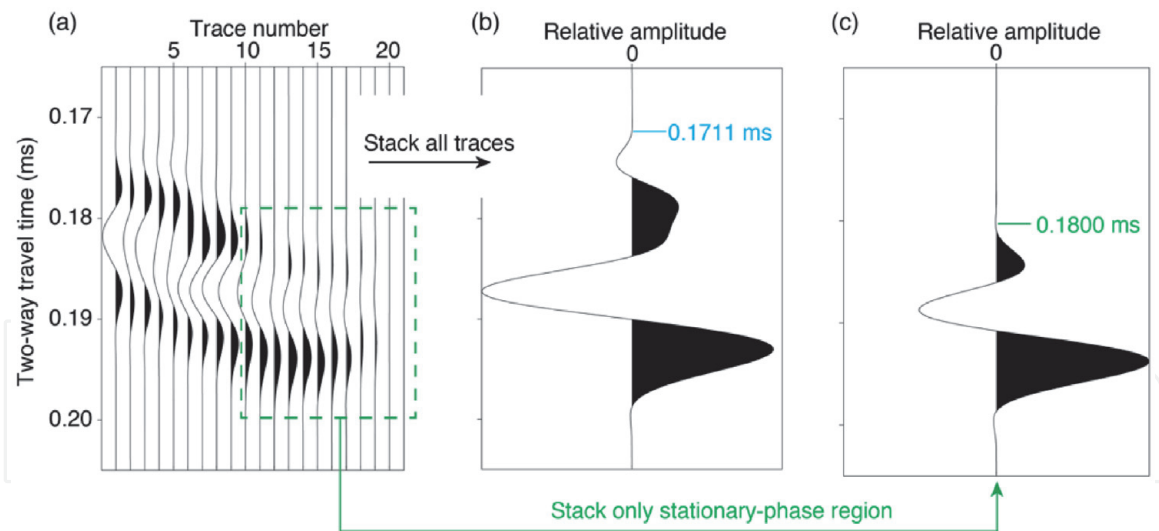 (a)
Trace number
5 10 15 20
Two-way travel time (ms)
0.17
0.18
0.19
0.20
Stack all traces
(b)
Relative amplitude
0
0.1711 ms
(c)
Relative amplitude
0
0.1800 ms
Stack only stationary-phase region